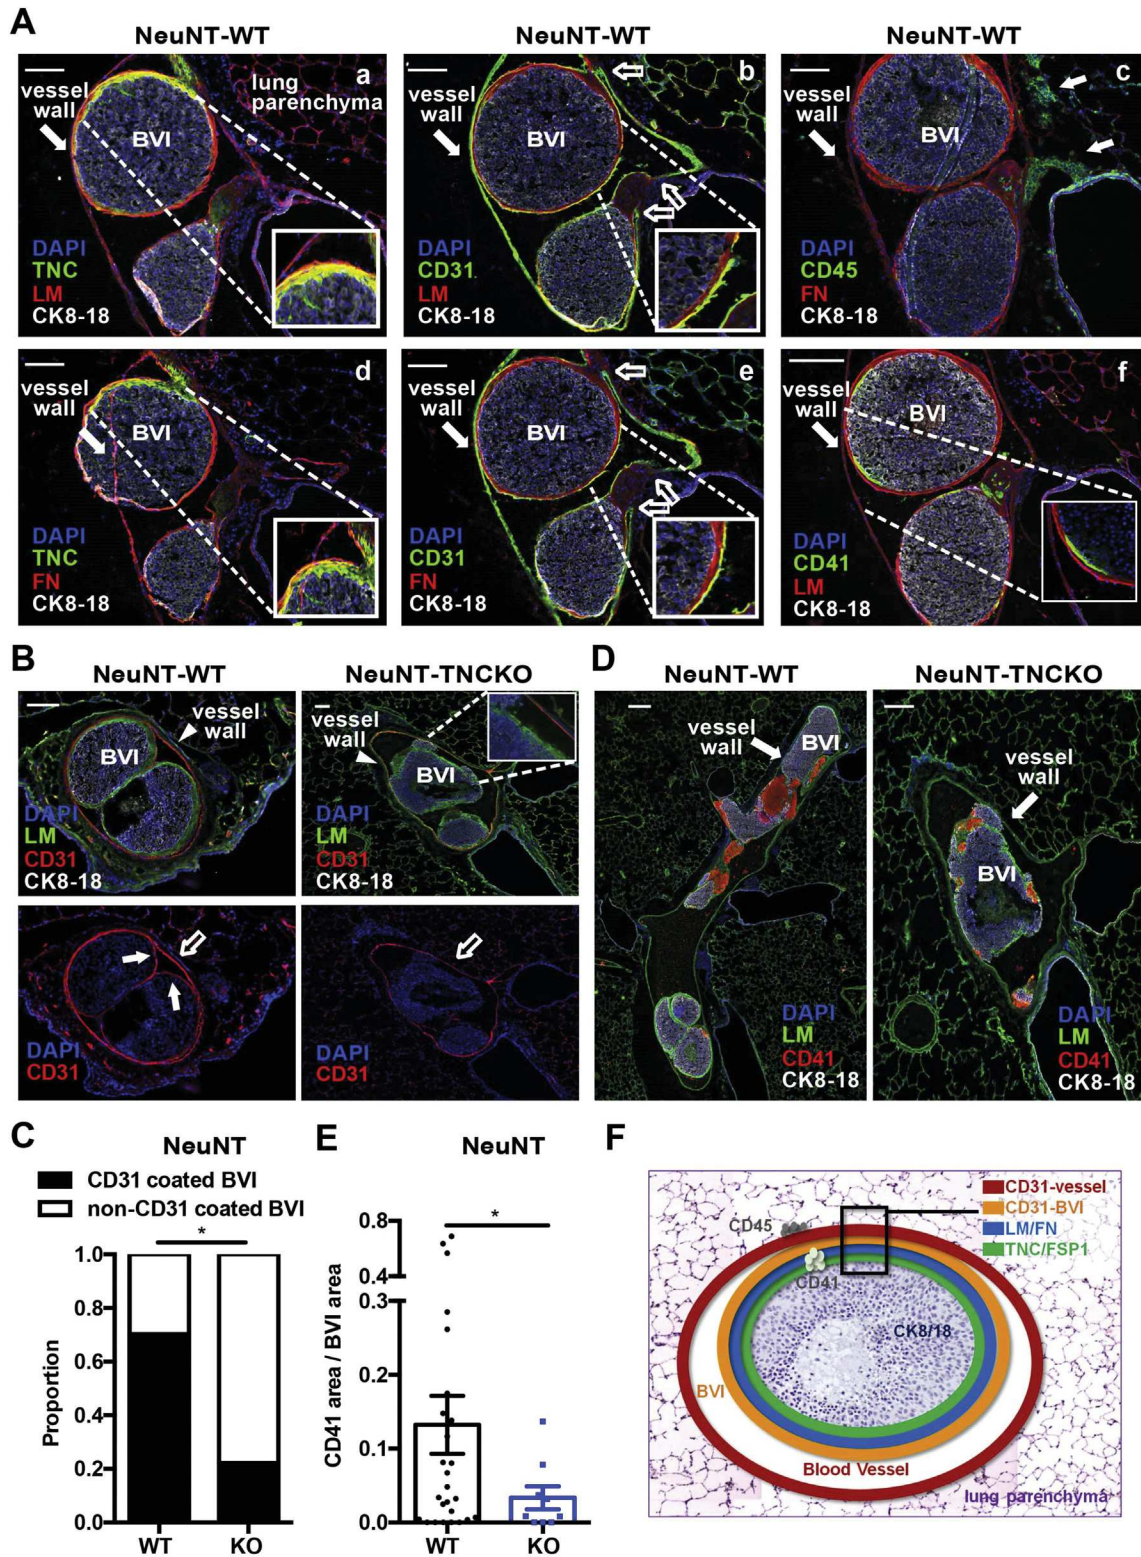 A
NeuNT-WT
NeuNT-WT
NeuNT-WT
a
vessel
wall
lung
parenchyma
BVI
DAPI
TNC
LM
CK8-18
b
vessel
wall
BVI
DAPI
CD31
LM
CK8-18
c
vessel
wall
BVI
DAPI
CD45
FN
CK8-18
d
vessel
wall
BVI
DAPI
TNC
FN
CK8-18
e
vessel
wall
BVI
DAPI
CD31
FN
CK8-18
f
vessel
wall
BVI
DAPI
CD41
LM
CK8-18
B
NeuNT-WT
NeuNT-TNCKO
vessel
wall
BVI
DAPI
LM
CD31
CK8-18
vessel
wall
BVI
DAPI
LM
CD31
CK8-18
DAPI
CD31
DAPI
CD31
D
NeuNT-WT
NeuNT-TNCKO
vessel
wall
BVI
DAPI
LM
CD41
CK8-18
vessel
wall
BVI
DAPI
LM
CD41
CK8-18
C
NeuNT
CD31 coated BVI
non-CD31 coated BVI
*
1.0
0.8
0.6
0.4
0.2
0.0
Proportion
WT
KO
E
NeuNT
*
0.8
0.4
0.3
0.2
0.1
0.0
CD41 area / BVI area
WT
KO
F
CD31-vessel
CD31-BVI
LM/FN
TNC/FSP1
CD45
CD41
CK8/18
BVI
Blood Vessel
lung parenchyma